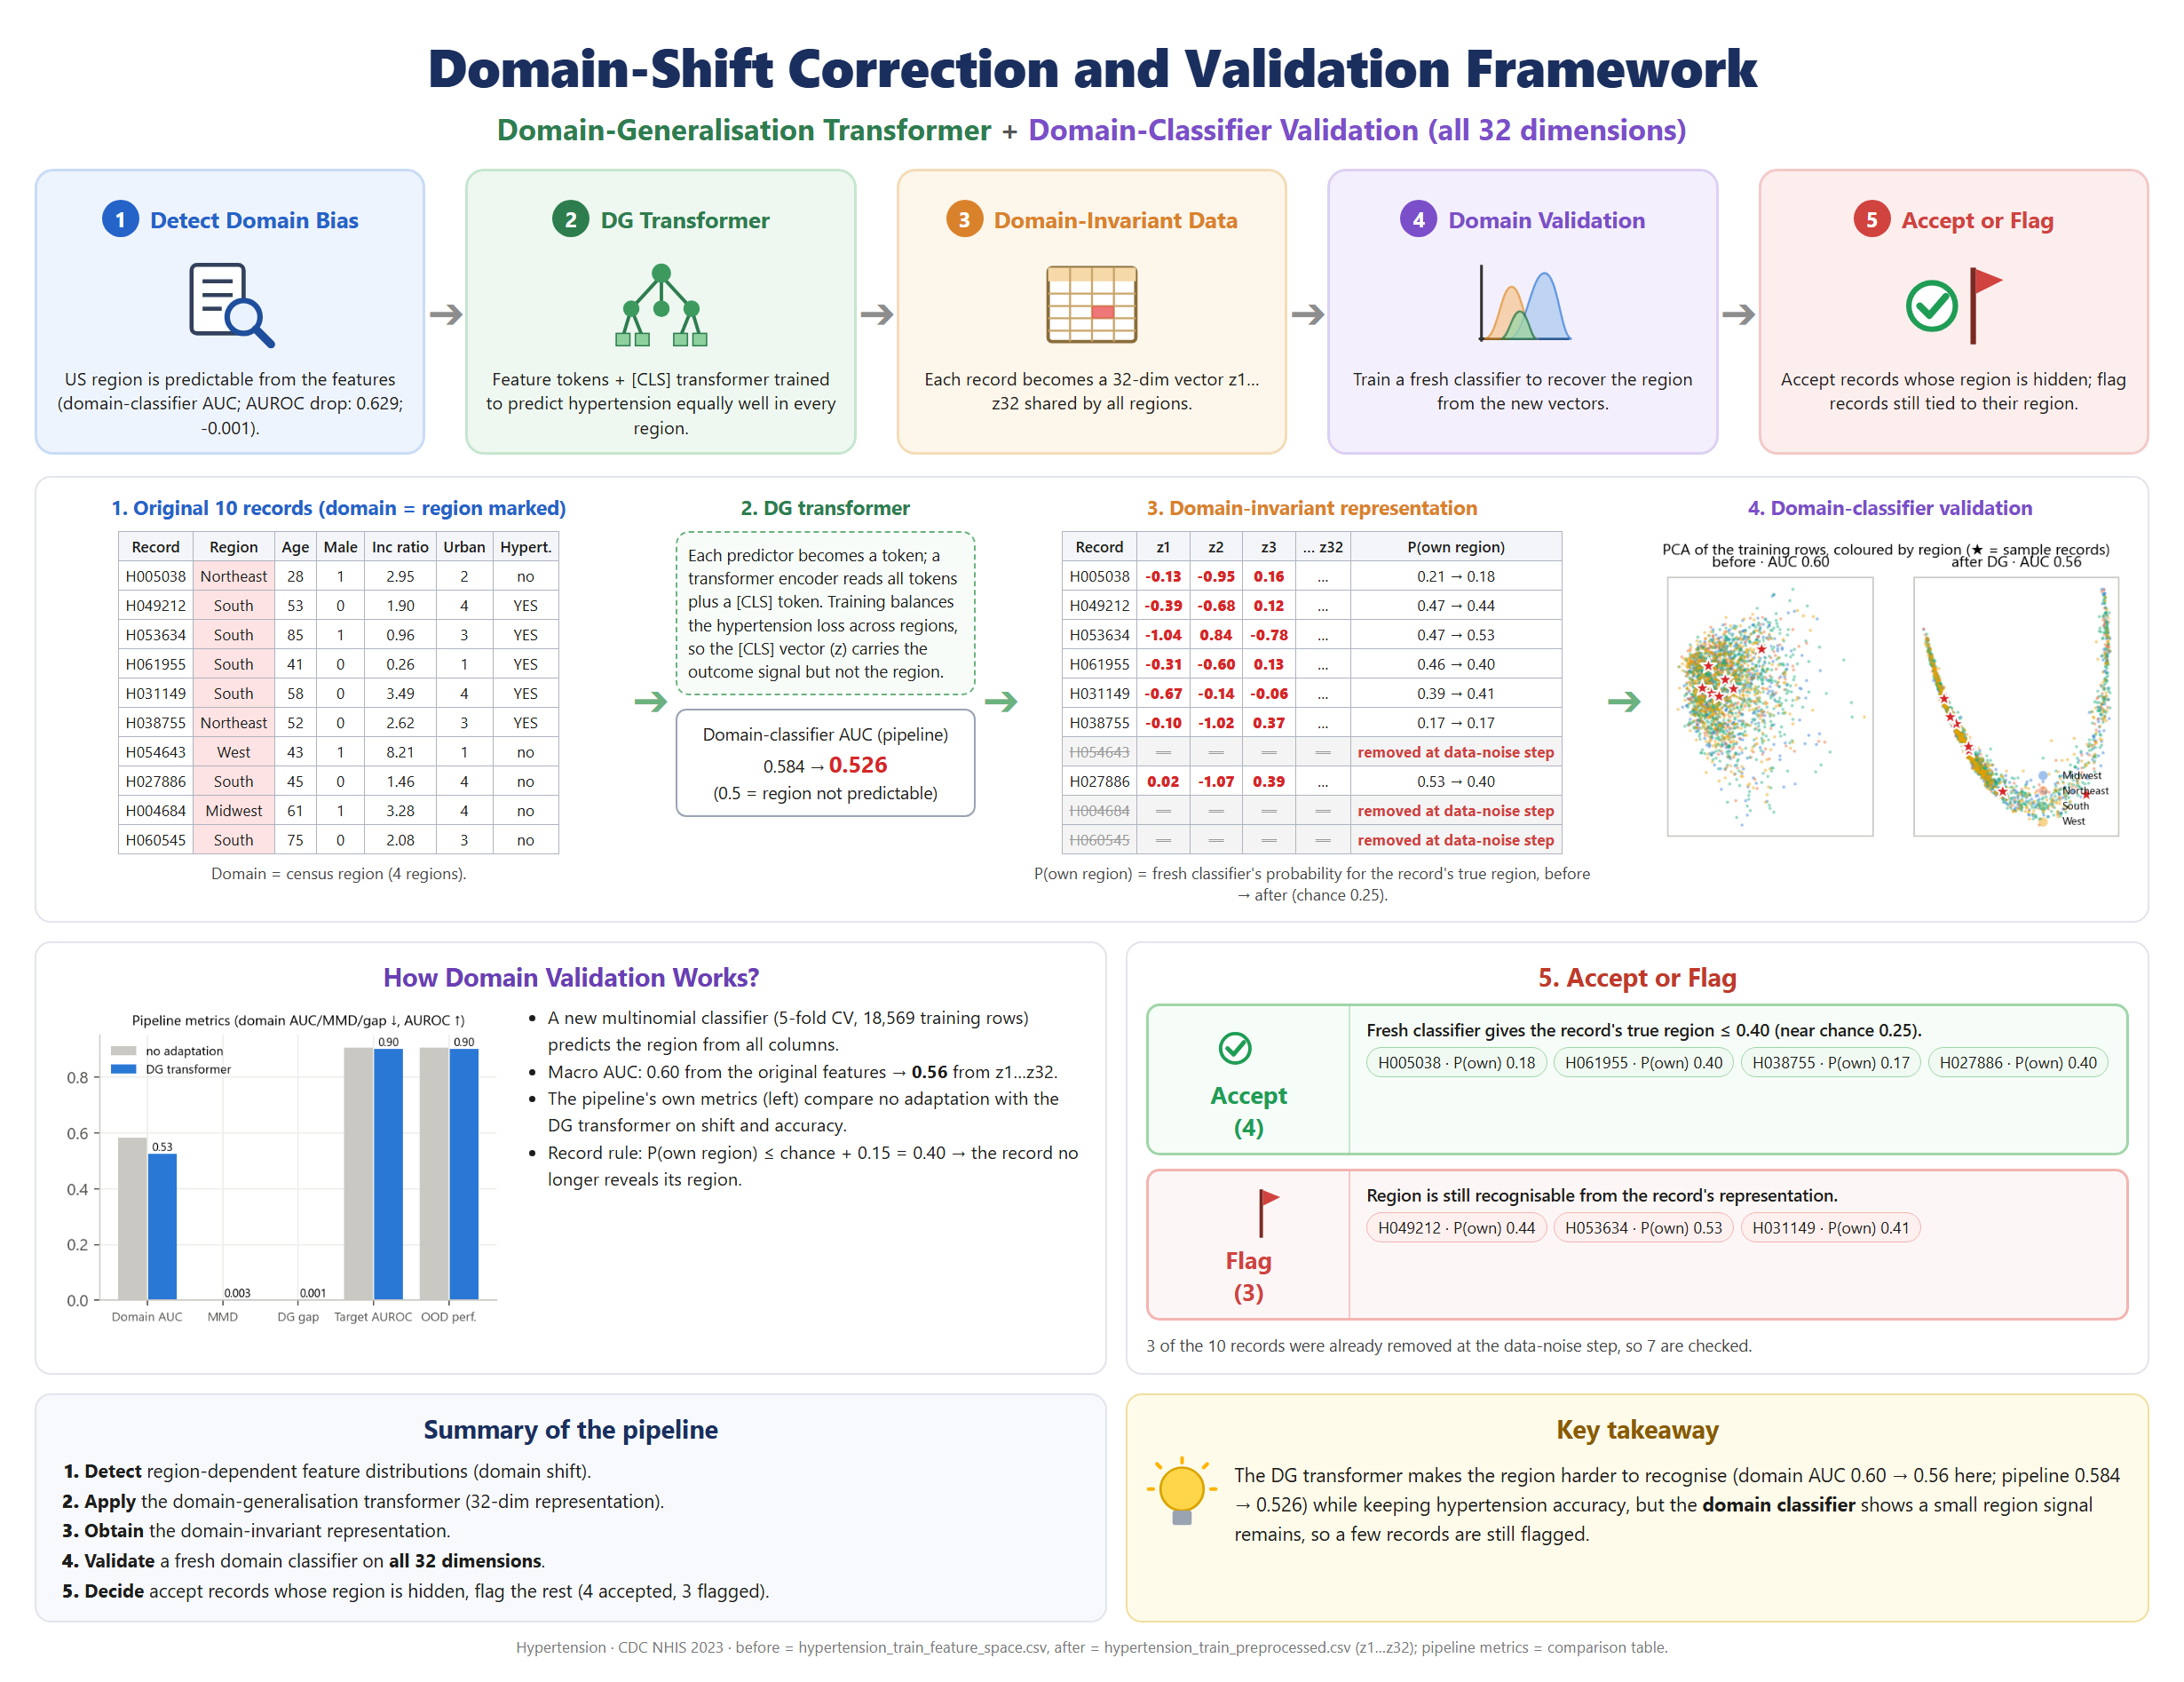 Domain-Shift Correction and Validation Framework
Domain-Generalisation Transformer + Domain-Classifier Validation (all 32 dimensions)
1 Detect Domain Bias
US region is predictable from the features
(domain-classifier AUC; AUROC drop: 0.629;
-0.001).
2 DG Transformer
Feature tokens + [CLS] transformer trained
to predict hypertension equally well in every
region.
3 Domain-Invariant Data
Each record becomes a 32-dim vector z1...
z32 shared by all regions.
4 Domain Validation
Train a fresh classifier to recover the region
from the new vectors.
5 Accept or Flag
Accept records whose region is hidden; flag
records still tied to their region.
1. Original 10 records (domain = region marked)
Record Region Age Male Inc ratio Urban Hypert.
H005038 Northeast 28 1 2.95 2 no
H049212 South 53 0 1.90 4 YES
H053634 South 85 1 0.96 3 YES
H061955 South 41 0 0.26 1 YES
H031149 South 58 0 3.49 4 YES
H038755 Northeast 52 0 2.62 3 YES
H054643 West 43 1 8.21 1 no
H027886 South 45 0 1.46 4 no
H004684 Midwest 61 1 3.28 4 no
H060545 South 75 0 2.08 3 no
Domain = census region (4 regions).
2. DG transformer
Each predictor becomes a token; a
transformer encoder reads all tokens
plus a [CLS] token. Training balances
the hypertension loss across regions,
so the [CLS] vector (z) carries the
outcome signal but not the region.
Domain-classifier AUC (pipeline)
0.584 → 0.526
(0.5 = region not predictable)
3. Domain-invariant representation
Record z1 z2 z3 ... z32 P(own region)
H005038 -0.13 -0.95 0.16 ... 0.21 → 0.18
H049212 -0.39 -0.68 0.12 ... 0.47 → 0.44
H053634 -1.04 0.84 -0.78 ... 0.47 → 0.53
H061955 -0.31 -0.60 0.13 ... 0.46 → 0.40
H031149 -0.67 -0.14 -0.06 ... 0.39 → 0.41
H038755 -0.10 -1.02 0.37 ... 0.17 → 0.17
H054643 — — — — removed at data-noise step
H027886 0.02 -1.07 0.39 ... 0.53 → 0.40
H004684 — — — — removed at data-noise step
H060545 — — — — removed at data-noise step
P(own region) = fresh classifier's probability for the record's true region, before
→ after (chance 0.25).
4. Domain-classifier validation
PCA of the training rows, coloured by region (★ = sample records)
before · AUC 0.60
after DG · AUC 0.56
Midwest
Northeast
South
West
How Domain Validation Works?
Pipeline metrics (domain AUC/MMD/gap ↓, AUROC ↑)
no adaptation
DG transformer
0.8
0.6
0.4
0.2
0.0
0.53 0.003 0.001 0.90 0.90
Domain AUC MMD DG gap Target AUROC OOD perf.
• A new multinomial classifier (5-fold CV, 18,569 training rows)
predicts the region from all columns.
• Macro AUC: 0.60 from the original features → 0.56 from z1...z32.
• The pipeline's own metrics (left) compare no adaptation with the
DG transformer on shift and accuracy.
• Record rule: P(own region) ≤ chance + 0.15 = 0.40 → the record no
longer reveals its region.
5. Accept or Flag
Accept
(4)
Fresh classifier gives the record's true region ≤ 0.40 (near chance 0.25).
H005038 · P(own) 0.18 H061955 · P(own) 0.40 H038755 · P(own) 0.17 H027886 · P(own) 0.40
Flag
(3)
Region is still recognisable from the record's representation.
H049212 · P(own) 0.44 H053634 · P(own) 0.53 H031149 · P(own) 0.41
3 of the 10 records were already removed at the data-noise step, so 7 are checked.
Summary of the pipeline
1. Detect region-dependent feature distributions (domain shift).
2. Apply the domain-generalisation transformer (32-dim representation).
3. Obtain the domain-invariant representation.
4. Validate a fresh domain classifier on all 32 dimensions.
5. Decide accept records whose region is hidden, flag the rest (4 accepted, 3 flagged).
Key takeaway
The DG transformer makes the region harder to recognise (domain AUC 0.60 → 0.56 here; pipeline 0.584
→ 0.526) while keeping hypertension accuracy, but the domain classifier shows a small region signal
remains, so a few records are still flagged.
Hypertension · CDC NHIS 2023 · before = hypertension_train_feature_space.csv, after = hypertension_train_preprocessed.csv (z1...z32); pipeline metrics = comparison table.